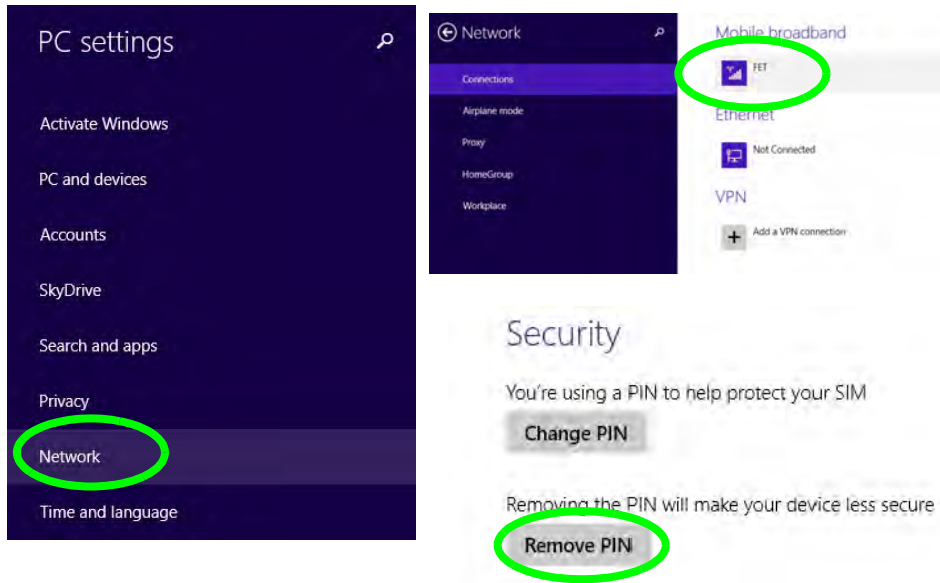 PC settings
Activate Windows
PC and devices
Accounts
SkyDrive
Search and apps
Privacy
Network
Time and language
Network
Connections
Airplane mode
Proxy
HomeGroup
Workplace
Mobile broadband
FET
Ethernet
Not Connected
VPN
Add a VPN connection
Security
You're using a PIN to help protect your SIM
Change PIN
Removing the PIN will make your device less secure
Remove PIN